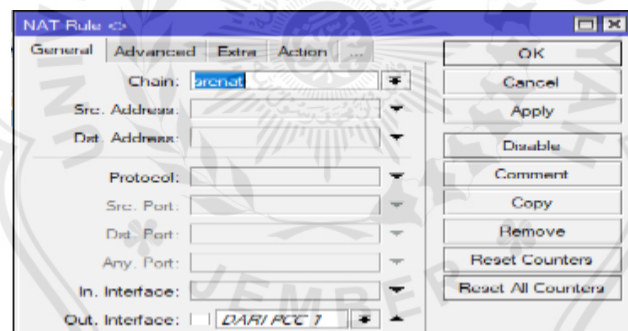 NAT Rule <>
General Advanced Extra Action ...
Chain: srcnat
Src. Address:
Dst. Address:
Protocol:
Src. Port:
Dst. Port:
Any. Port:
In. Interface:
Out. Interface: DARI PCC 1
OK
Cancel
Apply
Disable
Comment
Copy
Remove
Reset Counters
Reset All Counters
JEMBER